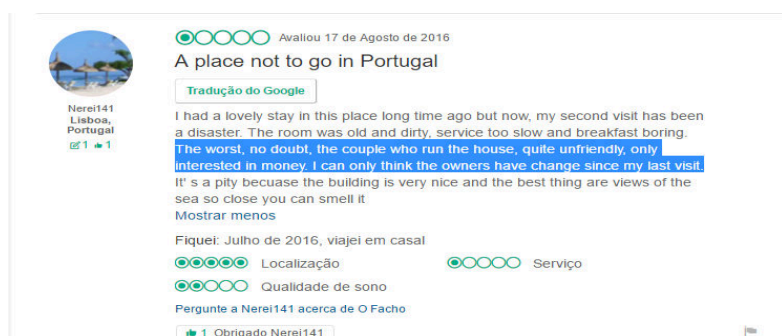 Avaliou 17 de Agosto de 2016
A place not to go in Portugal
Tradução do Google
Nerei141
Lisboa,
Portugal
1 1
I had a lovely stay in this place long time ago but now, my second visit has been
a disaster. The room was old and dirty, service too slow and breakfast boring.
The worst, no doubt, the couple who run the house, quite unfriendly, only
interested in money. I can only think the owners have change since my last visit.
It' s a pity becuase the building is very nice and the best thing are views of the
sea so close you can smell it
Mostrar menos
Fiquei: Julho de 2016, viajei em casal
Localização Serviço
Qualidade de sono
Pergunte a Nerei141 acerca de O Facho
1 Obrigado Nerei141